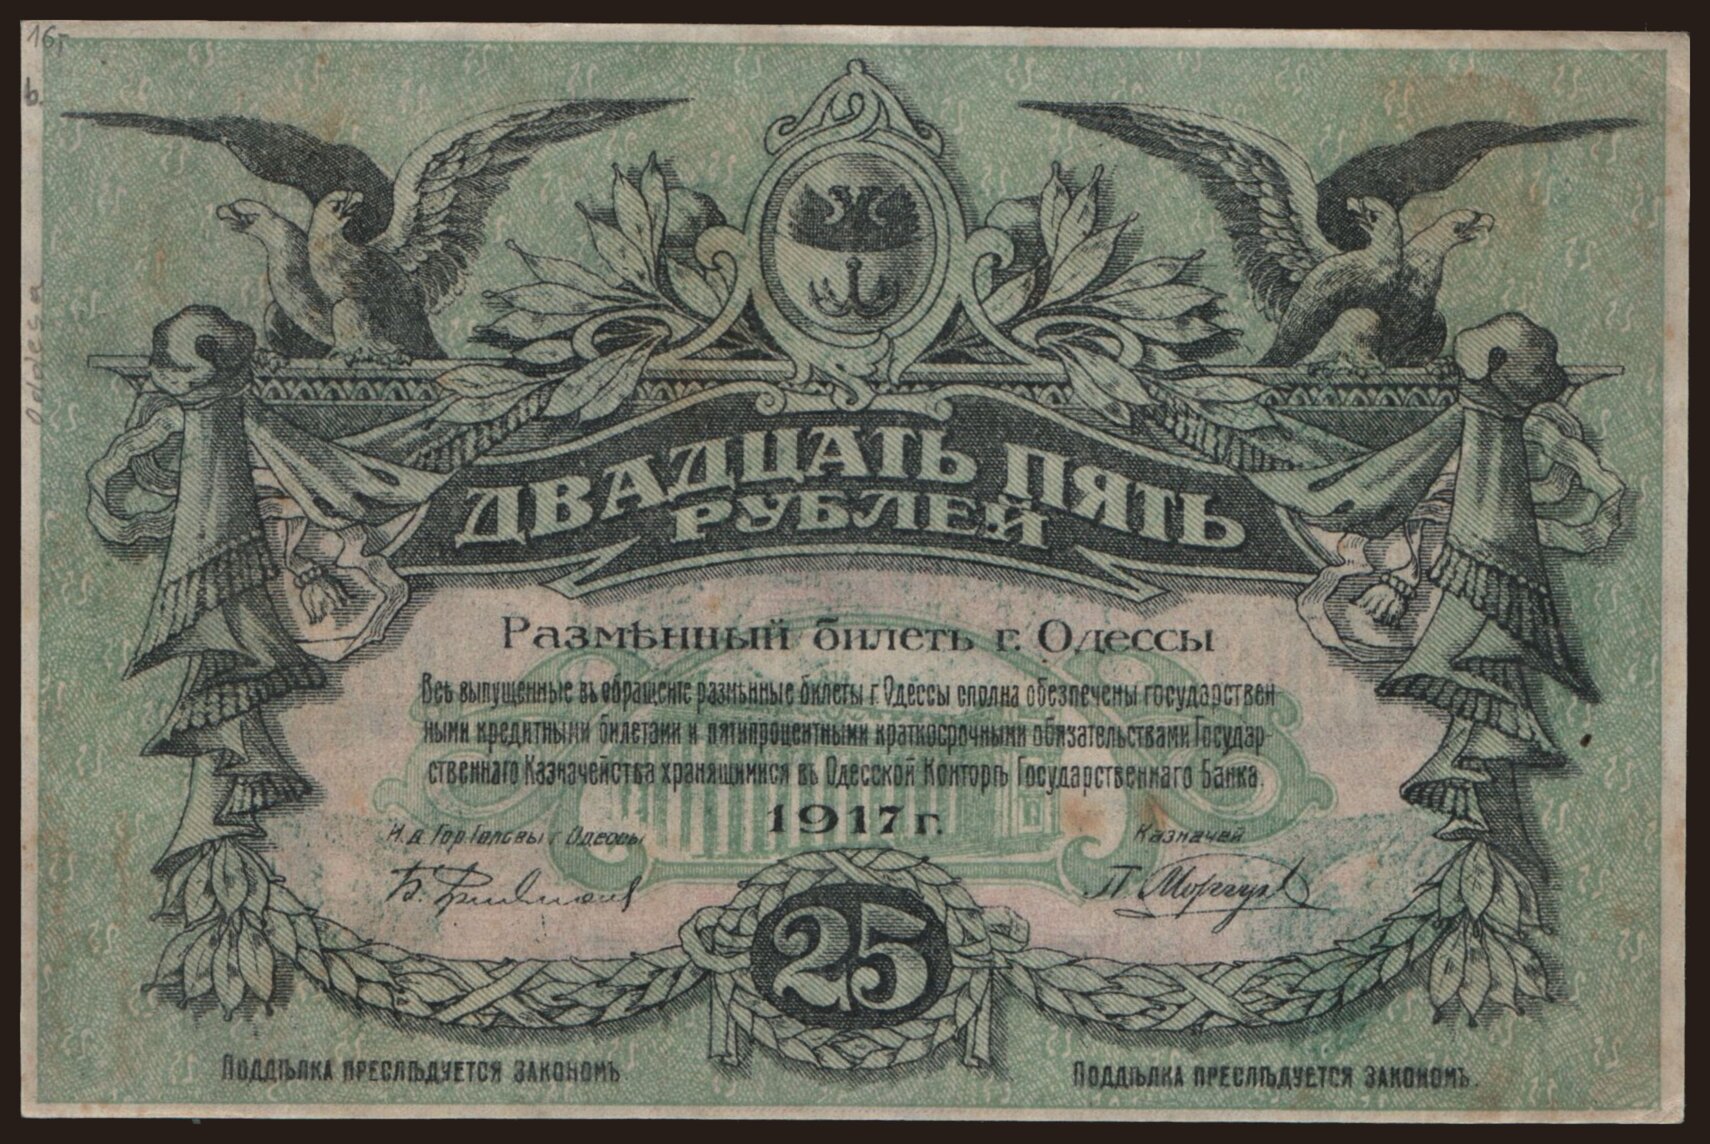 16г
b.
Oddesa
ДВАДЦАТЬ ПЯТЬ
РУБЛЕЙ
Размѣнный билетъ г. Одессы
Всѣ выпущенные въ обращенiе размѣнные билеты г. Одессы сполна обезпечены государствен
ными кредитными билетами и пятипроцентными краткосрочными обязательствами Государ-
ственнаго Казначейства хранящимися въ Одесской Конторѣ Государственнаго Банка.
1917 г.
И.д. Гор. Головы г. Одессы
Казначей
25
Поддѣлка преслѣдуется закономъ
Поддѣлка преслѣдуется закономъ.